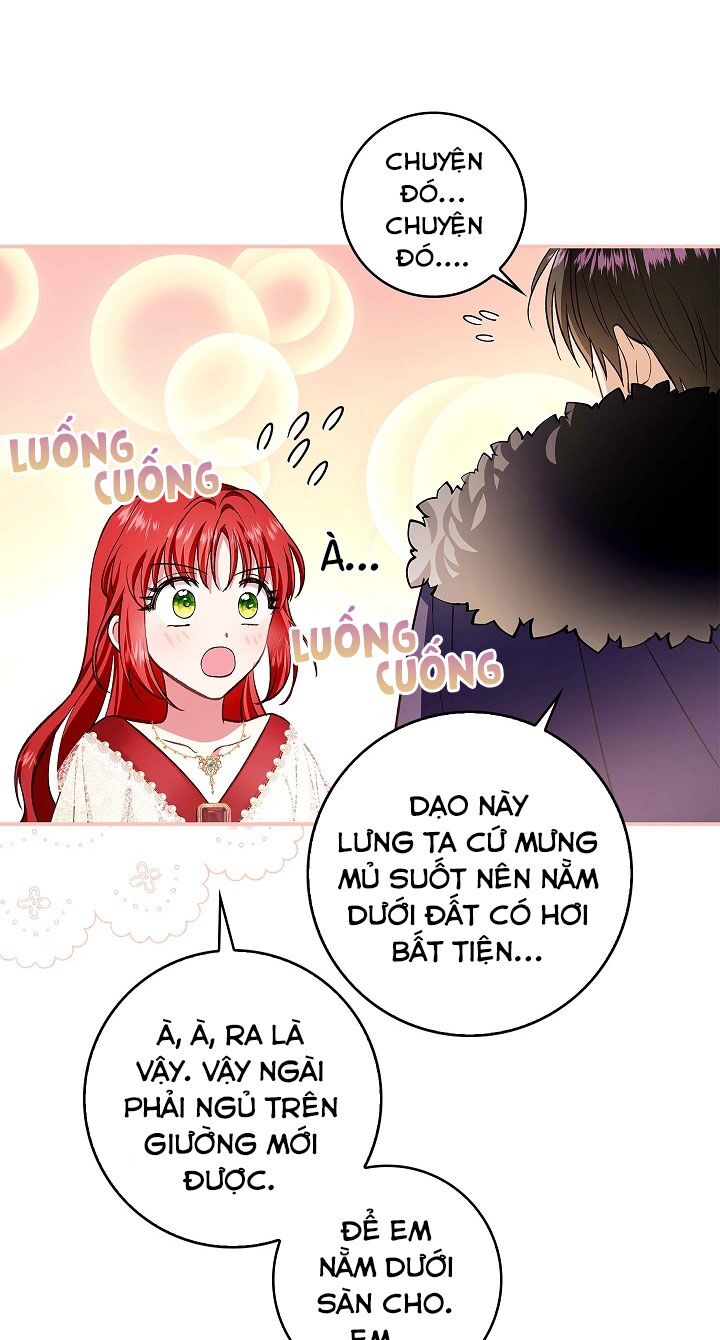 CHUYỆN
ĐÓ...
CHUYỆN
ĐÓ....
LUỐNG
CUỐNG
À...
LUỐNG
CUỐNG
DẠO NÀY
LƯNG TA CỨ MƯNG
MỦ SUỐT NÊN NẰM
DƯỚI ĐẤT CÓ HƠI
BẤT TIỆN...
À, À, RA LÀ
VẬY. VẬY NGÀI
PHẢI NGỦ TRÊN
GIƯỜNG MỚI
ĐƯỢC.
ĐỂ EM
NẰM DƯỚI
SÀN CHO.
EM